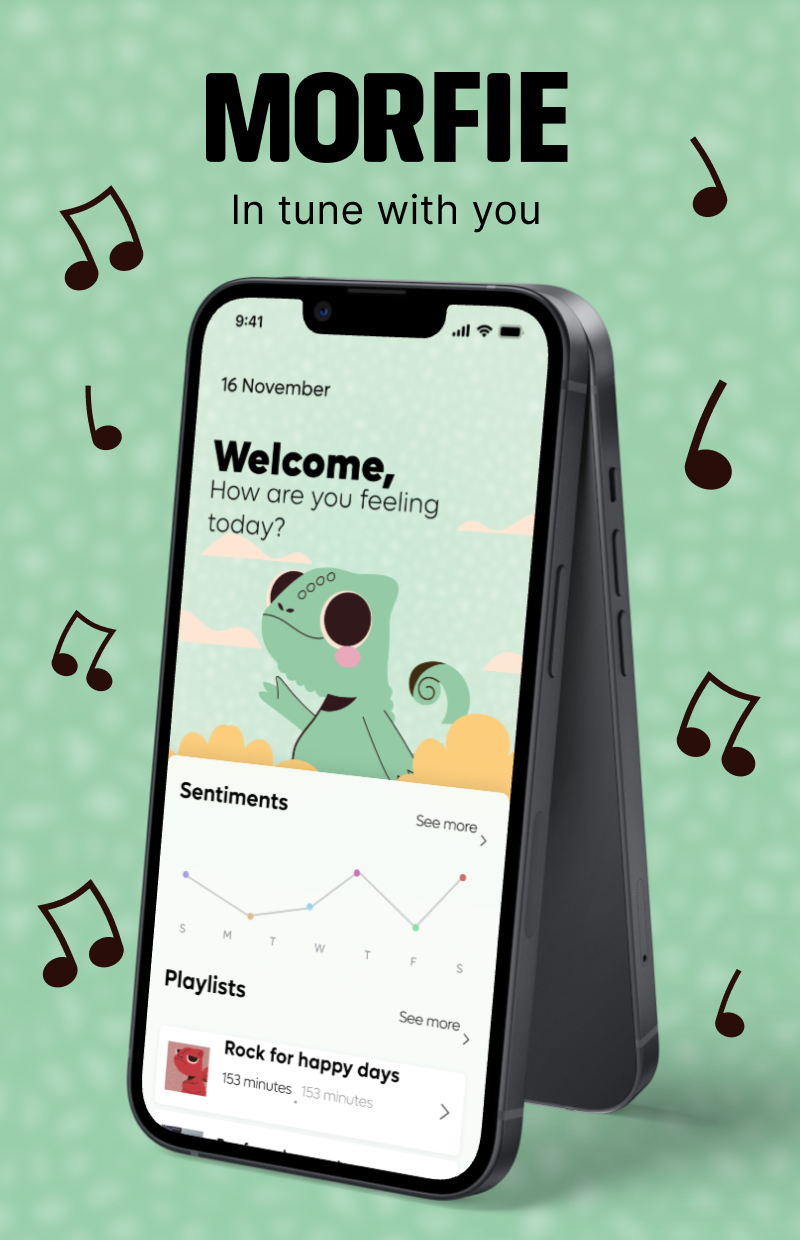 MORFIE
In tune with you
9:41
16 November
Welcome,
How are you feeling
today?
Sentiments
See more
S M T W T F S
Playlists
See more
Rock for happy days
153 minutes 153 minutes